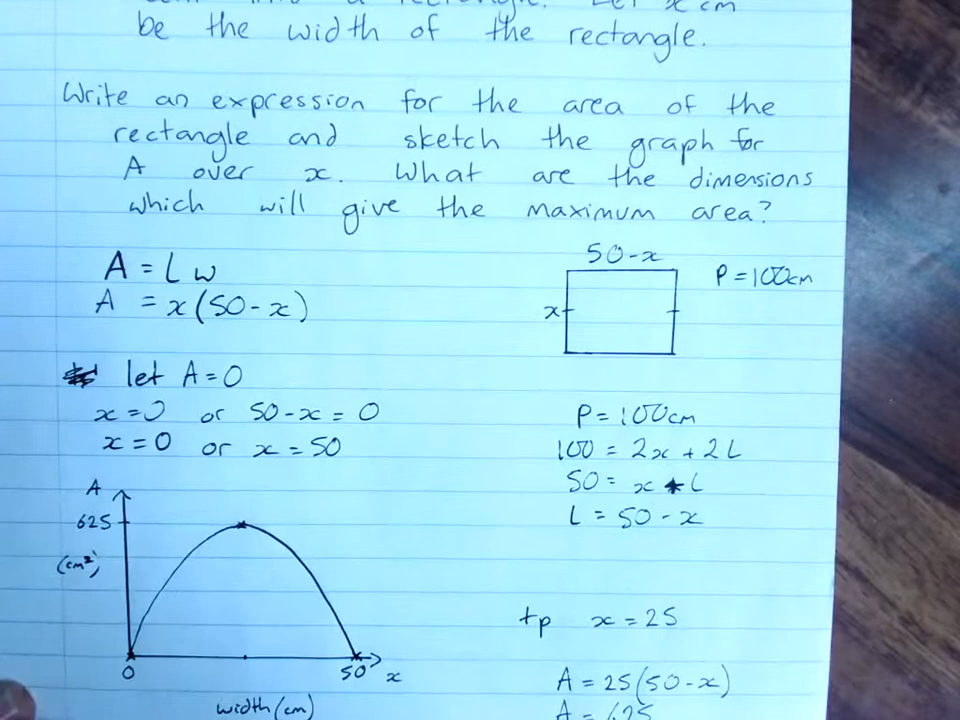 be the width of the rectangle.
Write an expression for the area of the
rectangle and sketch the graph for
A over x. What are the dimensions
which will give the maximum area?
A = L w
A = x(50-x)
50-x
x
P=100cm
let A=0
x=0 or 50-x=0
x=0 or x=50
P=100cm
100 = 2x + 2L
50 = x + L
L = 50-x
A
625
(cm²)
0
50
x
width (cm)
tp x=25
A = 25(50-x)
A = 625